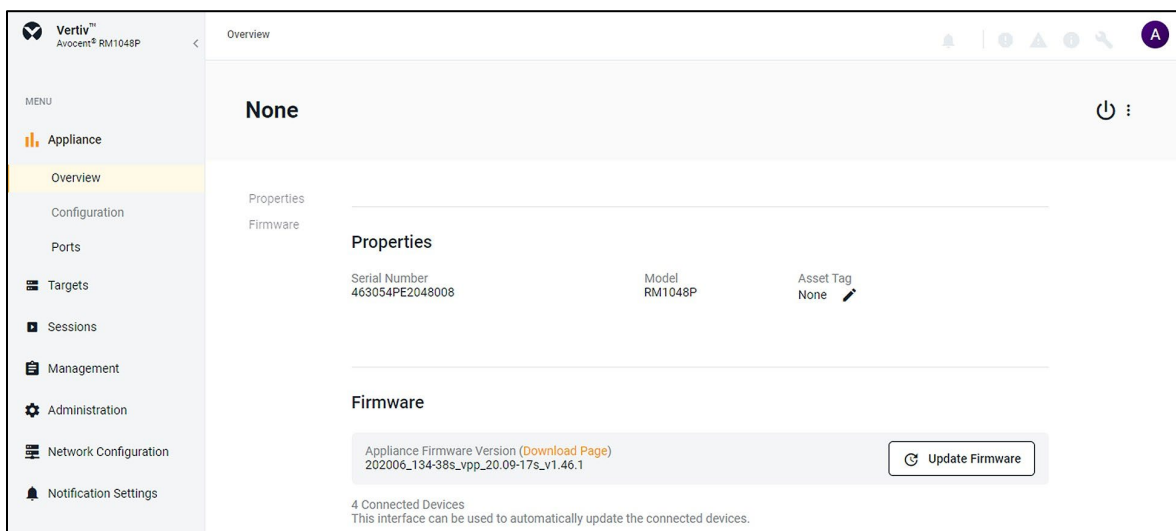 Vertiv™
Avocent® RM1048P
Overview
A
MENU
None
Appliance
Overview
Configuration
Ports
Targets
Sessions
Management
Administration
Network Configuration
Notification Settings
Properties
Firmware
Properties
Serial Number
463054PE2048008
Model
RM1048P
Asset Tag
None
Firmware
Appliance Firmware Version (Download Page)
202006_134-38s_vpp_20.09-17s_v1.46.1
Update Firmware
4 Connected Devices
This interface can be used to automatically update the connected devices.